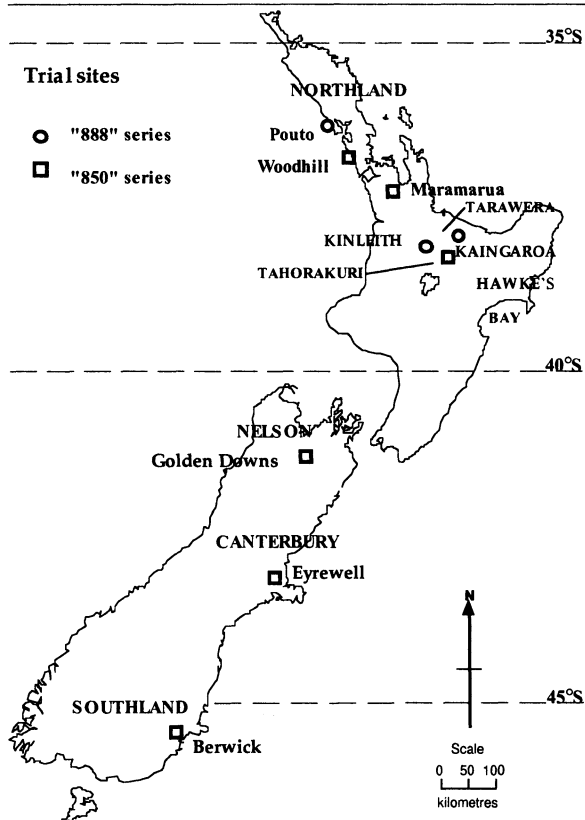 35°S
Trial sites
NORTHLAND
"888" series
Pouto
"850" series
Woodhill
Maramarua
TARAWERA
KINLEITH
KAINGAROA
TAHORAKURI
HAWKE'S
BAY
40°S
NELSON
Golden Downs
CANTERBURY
Eyrewell
N
SOUTHLAND
45°S
Berwick
Scale
0 50 100
kilometres